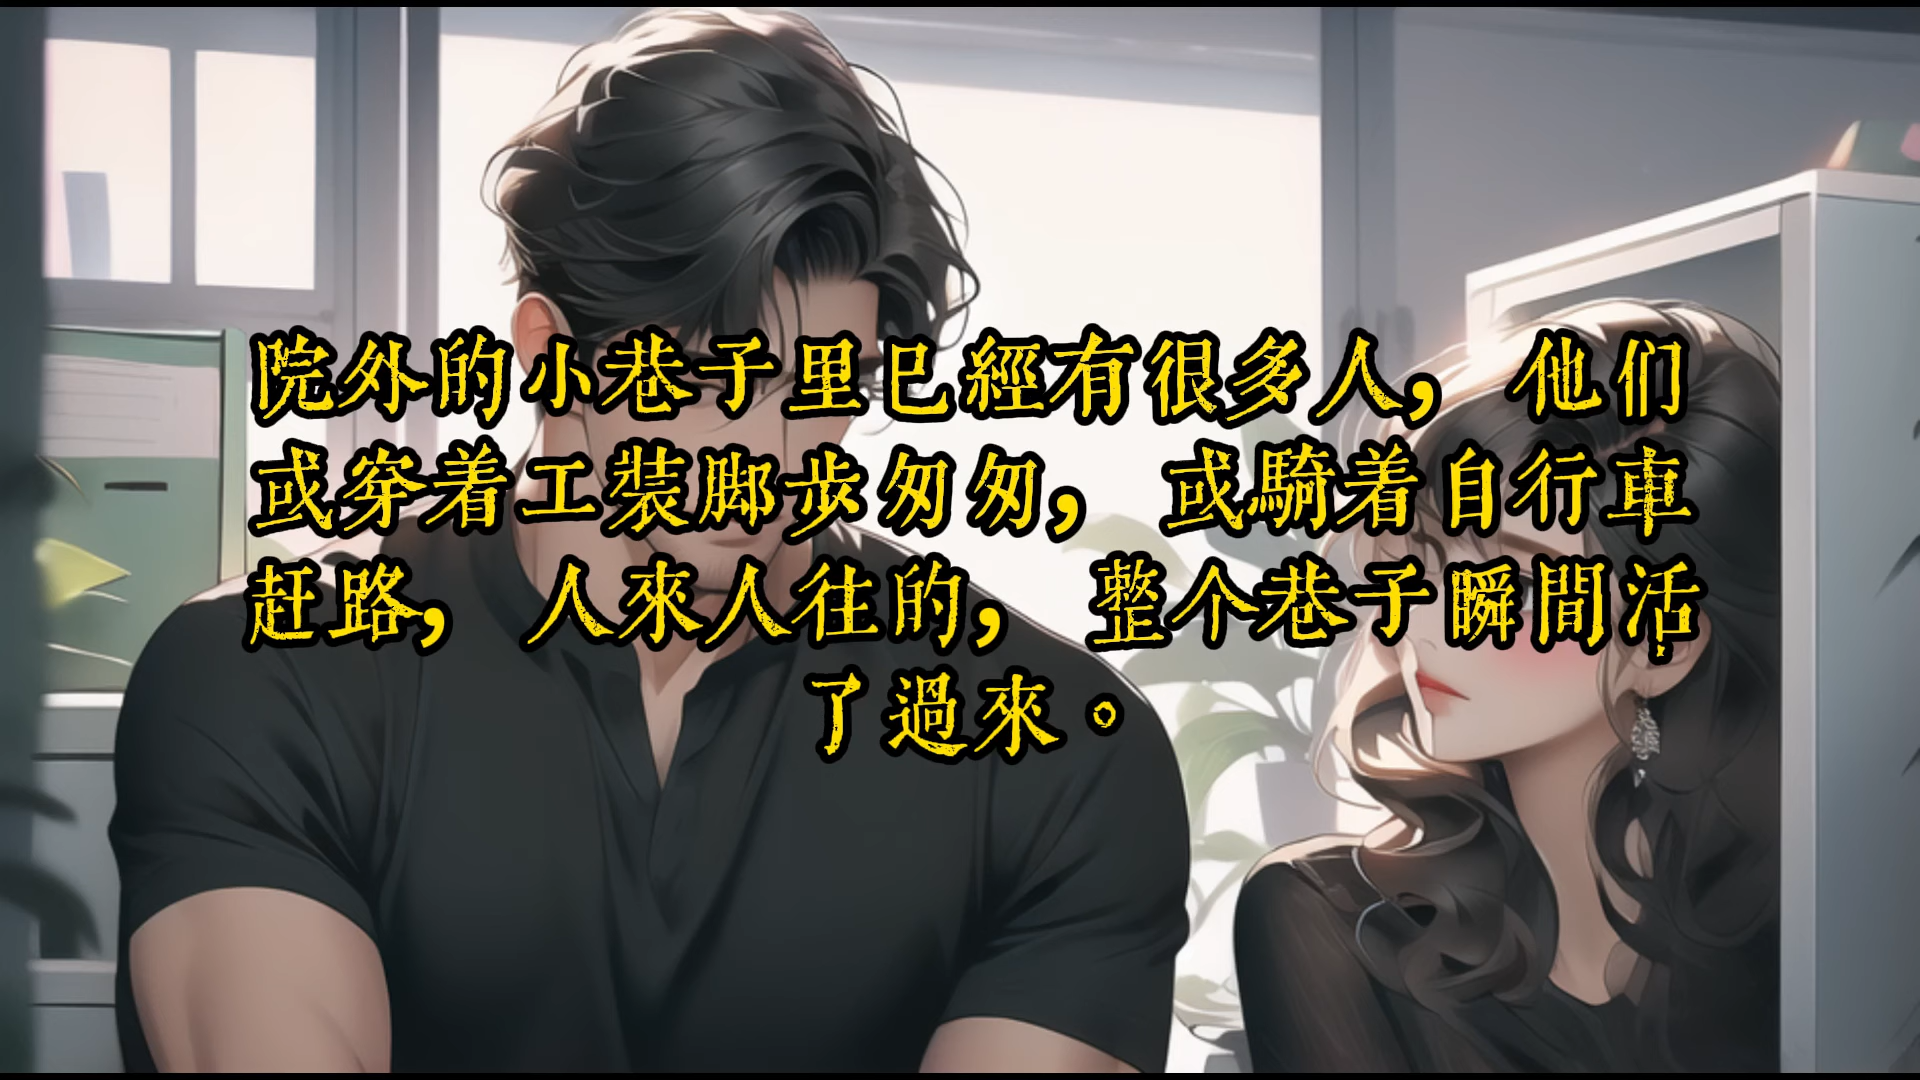 院外的小巷子里已經有很多人，他们
或穿着工裝脚步匆匆，或騎着自行車
赶路，人來人往的，整个巷子瞬間活
了過來。